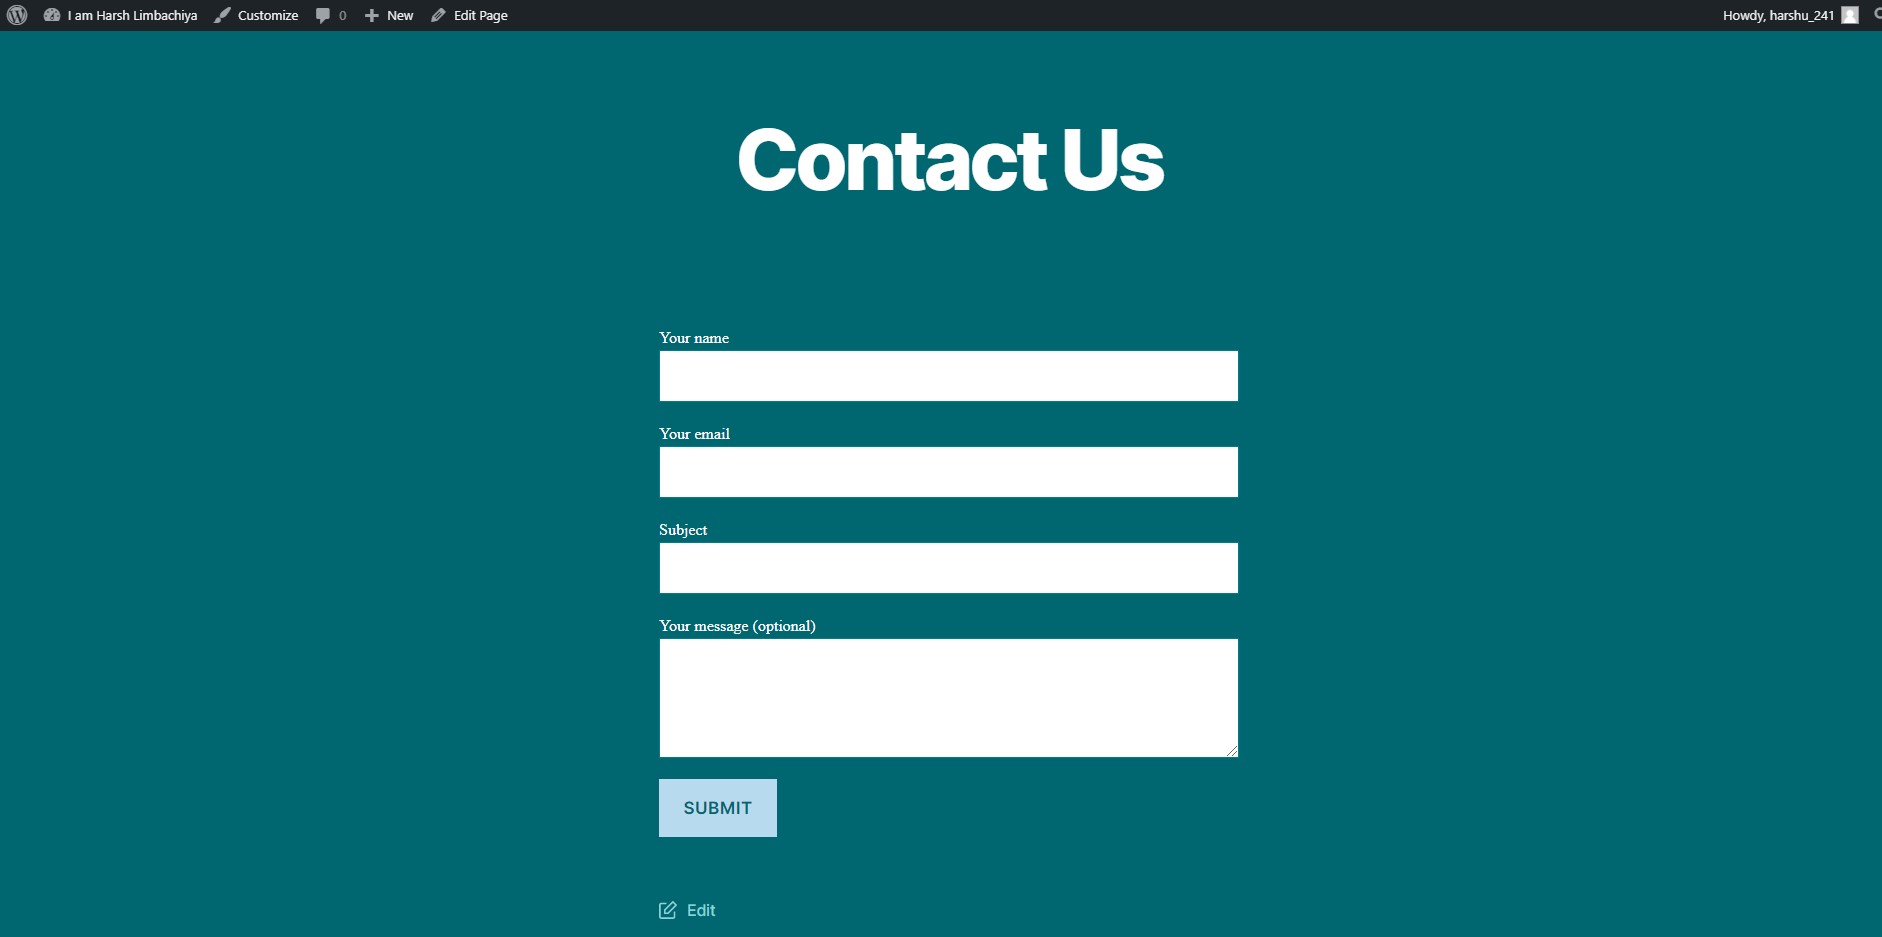 I am Harsh Limbachiya Customize 0 New Edit Page Howdy, harshu_241
Contact Us
Your name
Your email
Subject
Your message (optional)
SUBMIT
Edit